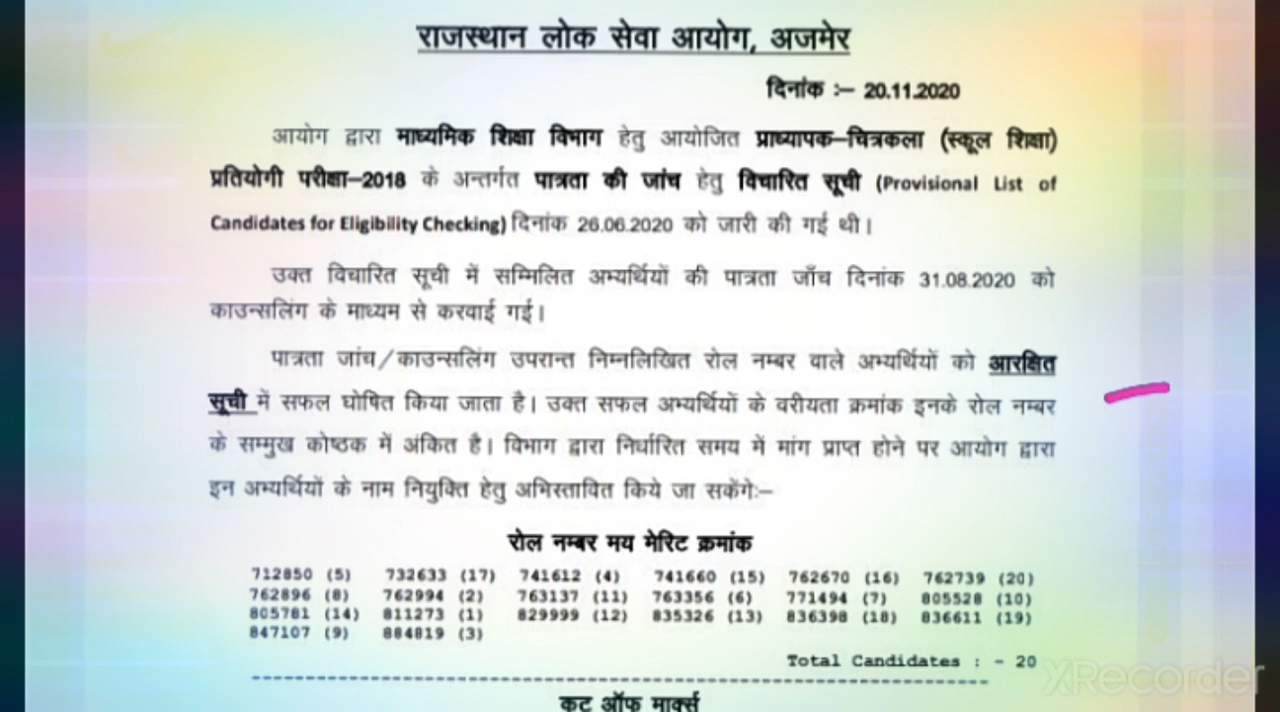 राजस्थान लोक सेवा आयोग, अजमेर
दिनांक :– 20.11.2020
आयोग द्वारा माध्यमिक शिक्षा विभाग हेतु आयोजित प्राध्यापक–चित्रकला (स्कूल शिक्षा)
प्रतियोगी परीक्षा–2018 के अन्तर्गत पात्रता की जांच हेतु विचारित सूची (Provisional List of
Candidates for Eligibility Checking) दिनांक 26.06.2020 को जारी की गई थी।
उक्त विचारित सूची में सम्मिलित अभ्यर्थियों की पात्रता जाँच दिनांक 31.08.2020 को
काउन्सलिंग के माध्यम से करवाई गई।
पात्रता जांच/काउन्सलिंग उपरान्त निम्नलिखित रोल नम्बर वाले अभ्यर्थियों को आरक्षित
सूची में सफल घोषित किया जाता है। उक्त सफल अभ्यर्थियों के वरीयता क्रमांक इनके रोल नम्बर
के सम्मुख कोष्ठक में अंकित है। विभाग द्वारा निर्धारित समय में मांग प्राप्त होने पर आयोग द्वारा
इन अभ्यर्थियों के नाम नियुक्ति हेतु अभिस्तावित किये जा सकेंगे:–
रोल नम्बर मय मेरिट क्रमांक
712850 (5) 732633 (17) 741612 (4) 741660 (15) 762670 (16) 762739 (20)
762896 (8) 762994 (2) 763137 (11) 763356 (6) 771494 (7) 805528 (10)
805781 (14) 811273 (1) 829999 (12) 835326 (13) 836398 (18) 836611 (19)
847107 (9) 884819 (3)
Total Candidates : - 20
कट ऑफ मार्क्स
XRecorder